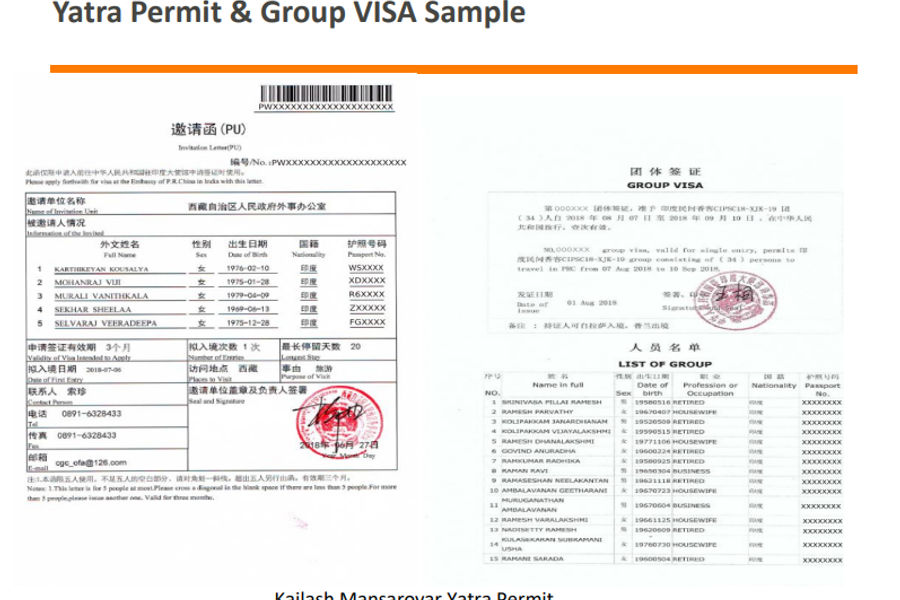 Yatra Permit & Group VISA Sample
PWXXXXXXXXXXXXXXXXXXXXXX
邀请函(PU)
Invitation Letter(PU)
编号/No.:PWXXXXXXXXXXXXXXXXXXXXXX
此函仅限申请人前往中华人民共和国驻印度大使馆申请签证时使用。
Please apply forthwith for visa at the Embassy of P.R.China in India with this letter.
邀请单位名称 西藏自治区人民政府外事办公室
Name of Invitation Unit
被邀请人情况
Information of the Invited
外文姓名 性别 出生日期 国籍 护照号码
Full Name Sex Date of Birth Nationality Passport No.
1 KARTHIKEYAN KOUSALYA 女 1976-02-10 印度 W5XXXX
2 MOHANRAJ VIJI 女 1975-01-28 印度 XDXXXX
3 MURALI VANITHKALA 女 1979-04-09 印度 R6XXXX
4 SEKHAR SHEELAA 女 1969-06-13 印度 ZXXXXX
5 SELVARAJ VEERADEEPA 女 1975-12-28 印度 FGXXXX
申请签证有效期 3个月 拟入境次数 1 次 最长停留天数 20
Validity of Visa Intended to Apply Number of Entries Longest Stay
拟入境日期 2018-07-06 访问地点 西藏 事由 旅游
Date of First Entry Places to Visit Purpose of Visit
联系人 索珍 邀请单位盖章及负责人签署
Contact Person Seal and Signature
电话 0891-6328433
Tel
传真 0891-6328433
Fax
2018年 06月 27日
Year Month Day
邮箱 cgc_ofa@126.com
E-mail
注:1.本函限五人使用,不足五人的空白部分,请对角划一斜线,超出五人另行出函。有效期三个月。
Notes: 1.This letter is for 5 people at most.Please cross a diagonal in the blank space if there are less than 5 people.For more
than 5 people,please issue another one. Valid for three months.
团体签证
GROUP VISA
第000XXX 团体签证,准予 印度民间香客CIPSC18-XJK-19 团
( 34 )人自 2018 年 08 月 07 日至 2018 年 09 月 10 日,在中华人民
共和国旅行,壹次有效。
NO.000XXX group visa, valid for single entry, permits 印
度民间香客CIPSC18-XJK-19 group consisting of ( 34 ) persons to
travel in PRC from 07 Aug 2018 to 10 Sep 2018.
发证日期 签署:
Date of 01 Aug 2018
Issue
备注 : 持证人可自拉萨入境,普兰出境
人员名单
LIST OF GROUP
序号 姓名 性别 出生日期 职业 国籍 护照号码
Name in full Date of Profession or Nationality Passport
NO. Sex birth Occupation No.
1 SRINIVASA PILLAI RAMESH 男 19580516 RETIRED 印度 XXXXXXXX
2 RAMESH PARVATHY 女 19670407 HOUSEWIFE 印度 XXXXXXXX
3 KOLIPAKKAM JANARDHANAM 男 19520509 RETIRED 印度 XXXXXXXX
4 KOLIPAKKAM VIJAYALAKSHMI 女 19590515 RETIRED 印度 XXXXXXXX
5 RAMESH DHANALAKSHMI 女 19771106 HOUSEWIFE 印度 XXXXXXXX
6 GOVIND ANURADHA 女 19600224 RETIRED 印度 XXXXXXXX
7 RAMKUMAR RADHIKA 女 19580925 RETIRED 印度 XXXXXXXX
8 RAMAN RAVI 男 19650304 BUSINESS 印度 XXXXXXXX
9 RAMASESHAN NEELAKANTAN 男 19621118 RETIRED 印度 XXXXXXXX
10 AMBALAVANAN GEETHARANI 女 19670723 HOUSEWIFE 印度 XXXXXXXX
11 MURUGANATHAN AMBALAVANAN 男 19670604 BUSINESS 印度 XXXXXXXX
12 RAMESH VARALAKSHMI 女 19661125 HOUSEWIFE 印度 XXXXXXXX
13 NADISETTY RAMESH 男 19620609 RETIRED 印度 XXXXXXXX
14 KULASEKARAN SUBRAMANI USHA 女 19760730 HOUSEWIFE 印度 XXXXXXXX
15 RAMANI SARADA 女 19600504 RETIRED 印度 XXXXXXXX
Kailash Mansarovar Yatra Permit